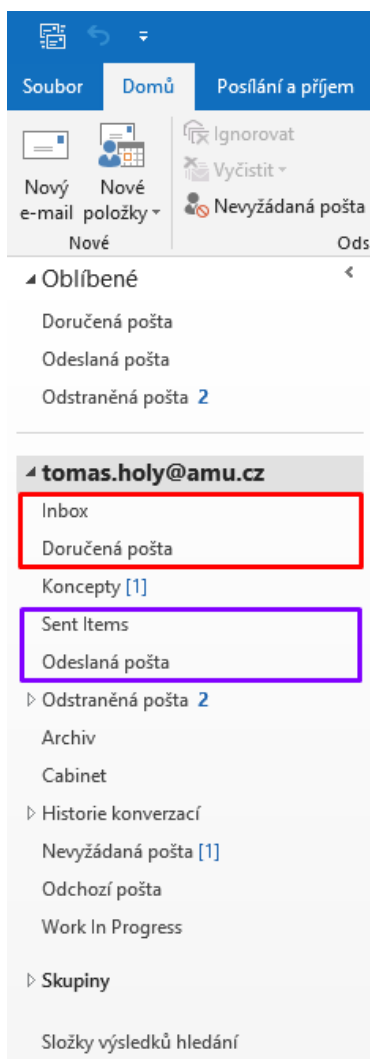 Soubor Domů Posílání a příjem
Nový e-mail
Nové položky
Ignorovat
Vyčistit
Nevyžádaná pošta
Nové
Ods
Oblíbené
Doručená pošta
Odeslaná pošta
Odstraněná pošta 2
tomas.holy@amu.cz
Inbox
Doručená pošta
Koncepty [1]
Sent Items
Odeslaná pošta
Odstraněná pošta 2
Archiv
Cabinet
Historie konverzací
Nevyžádaná pošta [1]
Odchozí pošta
Work In Progress
Skupiny
Složky výsledků hledání